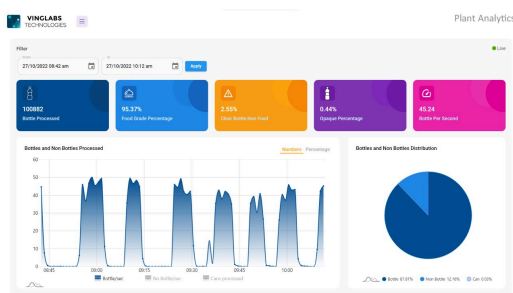 VINGLABS
TECHNOLOGIES
Plant Analytics
Filter
Live
27/10/2022 08:42 am
27/10/2022 10:12 am
Apply
100882
Bottle Processed
95.37%
Food Grade Percentage
2.55%
Clear Bottle Non Food
0.44%
Opaque Percentage
45.24
Bottle Per Second
Bottles and Non Bottles Processed
Numbers Percentage
Bottles and Non Bottles Distribution
60
50
40
30
20
10
0
08:45 09:00 09:15 09:30 09:45 10:00
Bottle/sec No Bottle/sec Cans processed
Bottle 87.81% Non Bottle 12.16% Can 0.02%